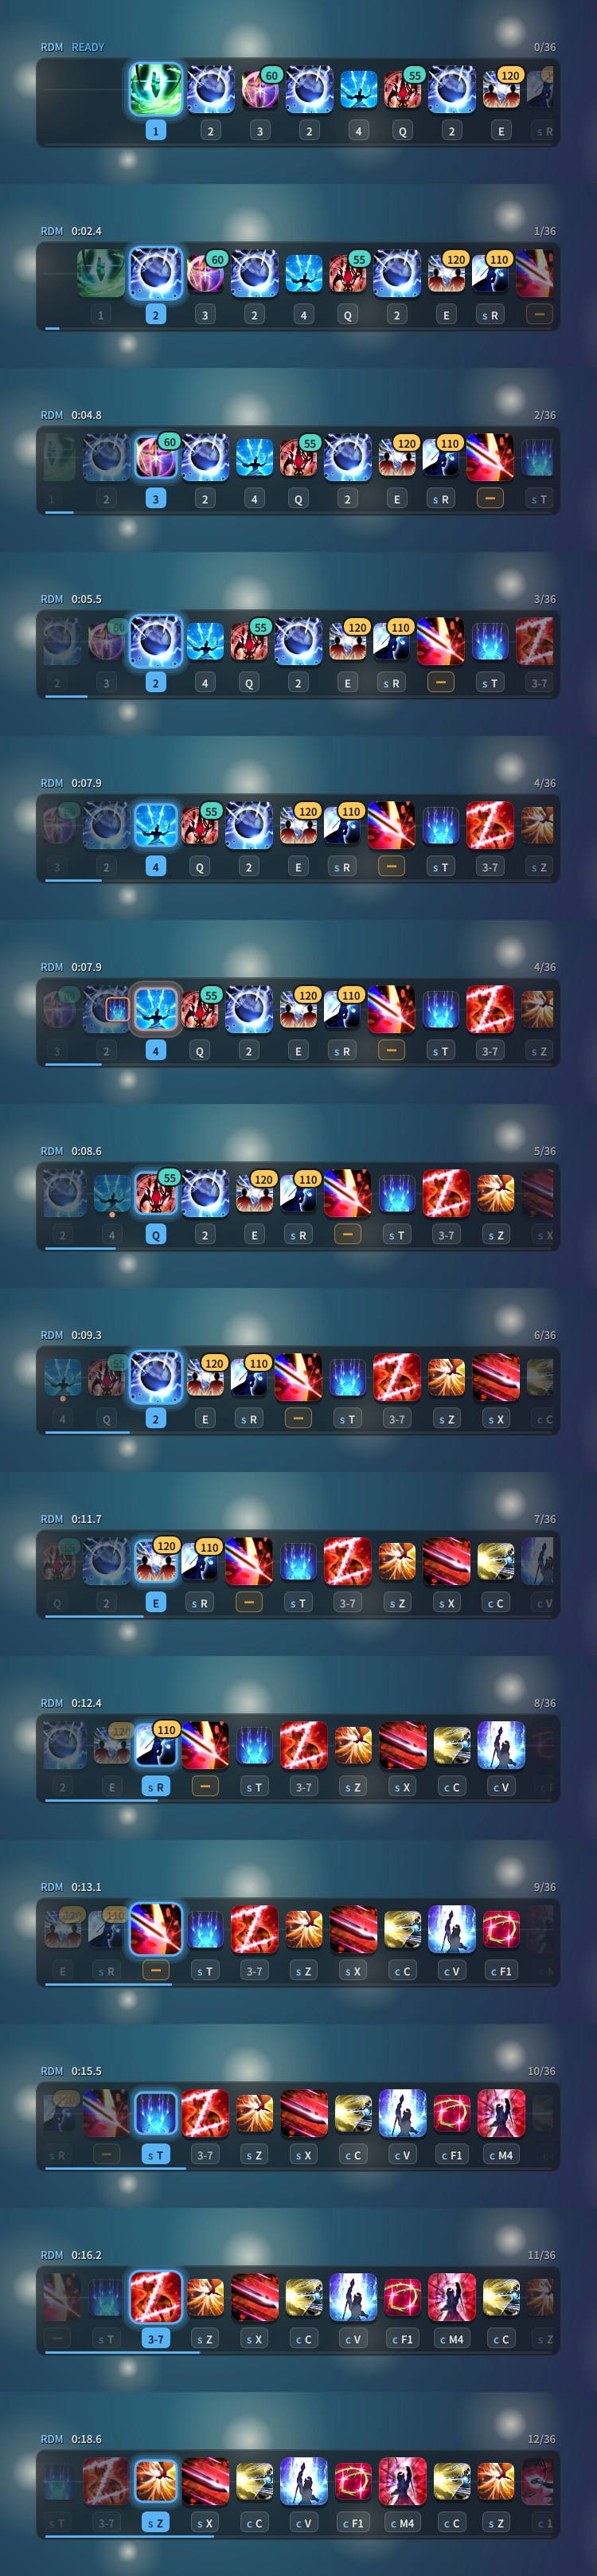 RDM READY 0/36
60 55 120
1 2 3 2 4 Q 2 E s R
RDM 0:02.4 1/36
60 55 120 110
1 2 3 2 4 Q 2 E s R —
RDM 0:04.8 2/36
60 55 120 110
1 2 3 2 4 Q 2 E s R — s T
RDM 0:05.5 3/36
60 55 120 110
2 3 2 4 Q 2 E s R — s T 3-7
RDM 0:07.9 4/36
55 120 110
3 2 4 Q 2 E s R — s T 3-7 s Z
RDM 0:07.9 4/36
55 120 110
3 2 4 Q 2 E s R — s T 3-7 s Z
RDM 0:08.6 5/36
55 120 110
2 4 Q 2 E s R — s T 3-7 s Z s X
RDM 0:09.3 6/36
55 120 110
4 Q 2 E s R — s T 3-7 s Z s X c C
RDM 0:11.7 7/36
120 110
Q 2 E s R — s T 3-7 s Z s X c C c V
RDM 0:12.4 8/36
120 110
2 E s R — s T 3-7 s Z s X c C c V
RDM 0:13.1 9/36
120 110
E s R — s T 3-7 s Z s X c C c V c F1
RDM 0:15.5 10/36
s R — s T 3-7 s Z s X c C c V c F1 c M4
RDM 0:16.2 11/36
— s T 3-7 s Z s X c C c V c F1 c M4 c C s Z
RDM 0:18.6 12/36
s T 3-7 s Z s X c C c V c F1 c M4 c C s Z